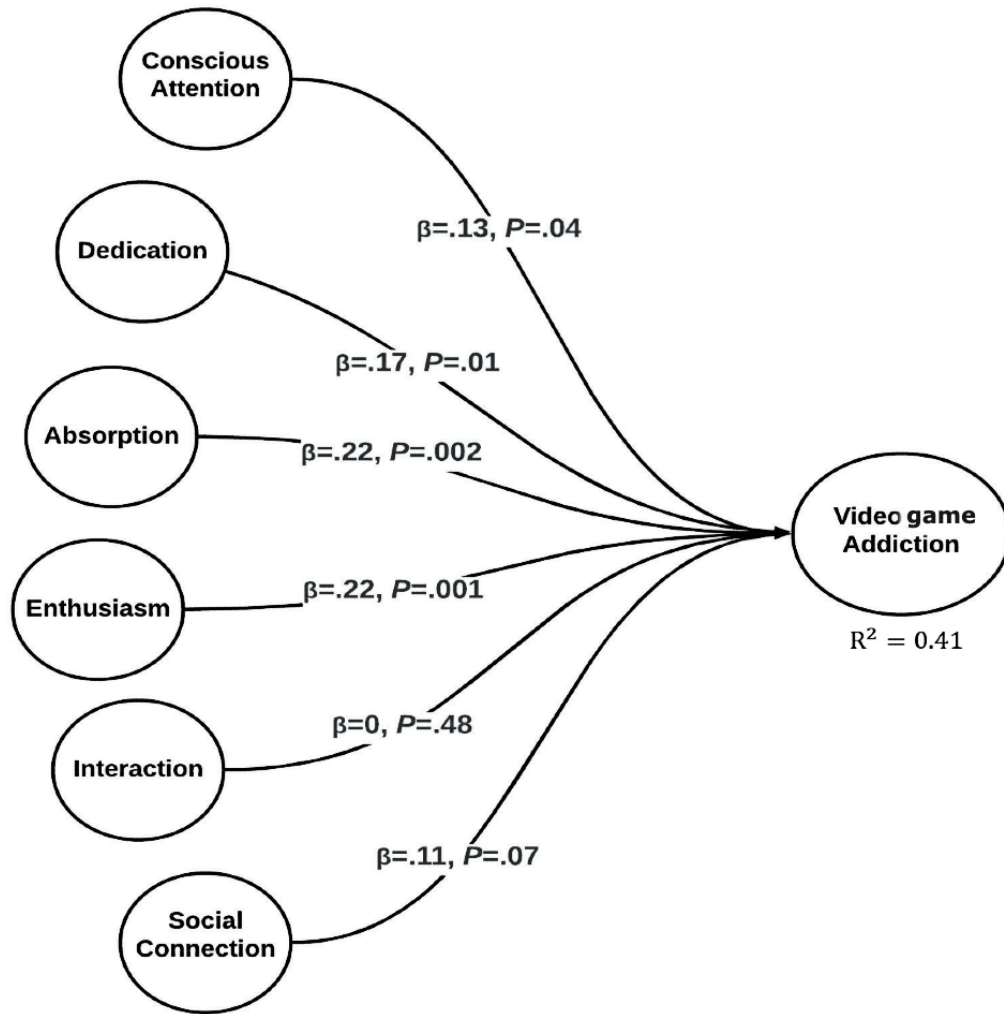 Conscious
Attention
β=.13, P=.04
Dedication
β=.17, P=.01
Absorption
β=.22, P=.002
Video game
Addiction
R² = 0.41
Enthusiasm
β=.22, P=.001
Interaction
β=0, P=.48
β=.11, P=.07
Social
Connection